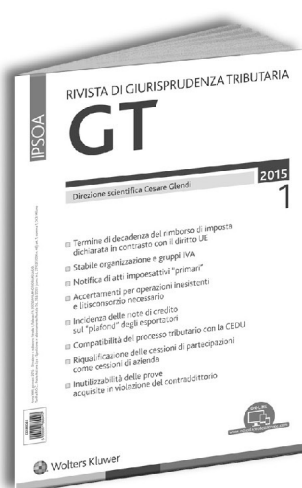 IPSOA
RIVISTA DI GIURISPRUDENZA TRIBUTARIA
GT
Direzione scientifica Cesare Glendi
2015
1
Termine di decadenza del rimborso di imposta
dichiarata in contrasto con il diritto UE
Stabile organizzazione e gruppi IVA
Notifica di atti impoesattivi "primari"
Accertamenti per operazioni inesistenti
e litisconsorzio necessario
Incidenza delle note di credito
sul "plafond" degli esportatori
Compatibilità del processo tributario con la CEDU
Riqualificazione delle cessioni di partecipazioni
come cessioni di azienda
Inutilizzabilità delle prove
acquisite in violazione del contraddittorio
Wolters Kluwer